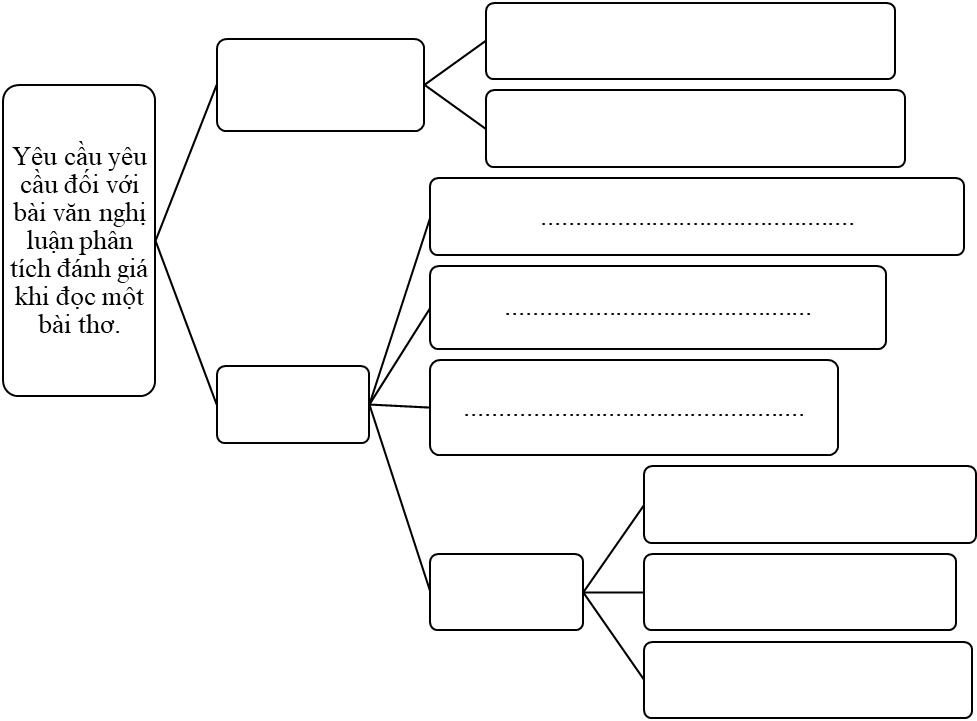 Yêu cầu yêu
cầu đối với
bài văn nghị
luận phân
tích đánh giá
khi đọc một
bài thơ.
.............................................
............................................
.................................................